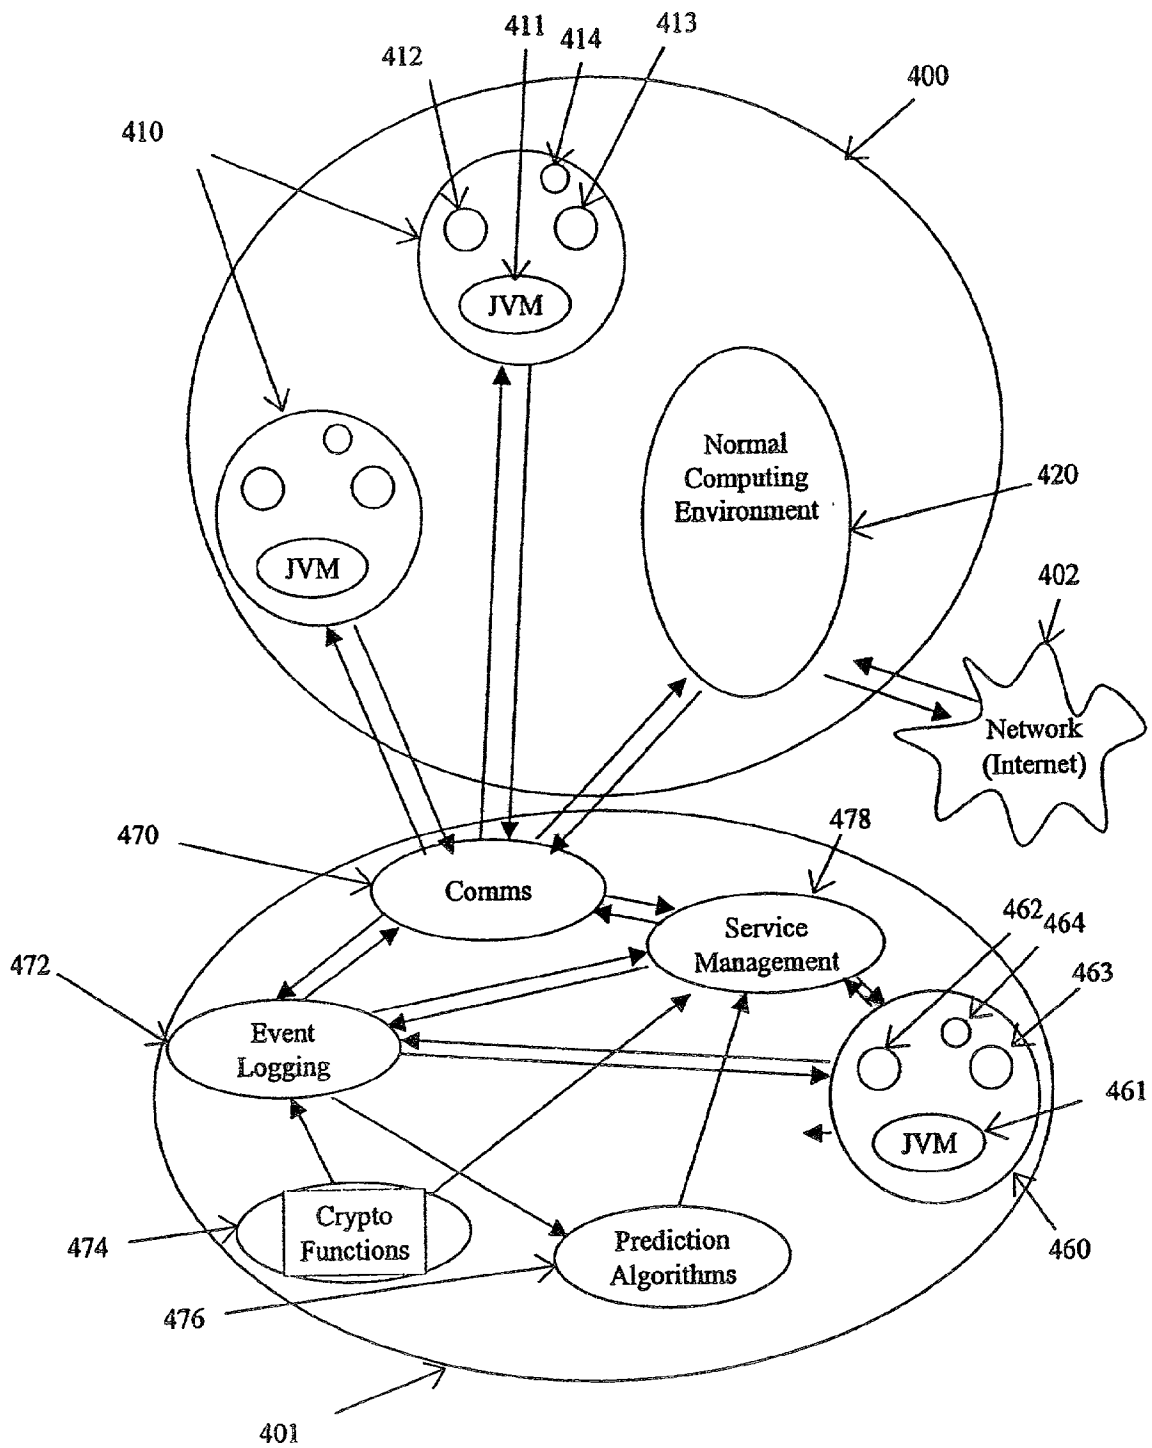 411
414
413
412
400
410
JVM
Normal
Computing
Environment
420
JVM
402
Network
(Internet)
470
478
Comms
462
464
Service
Management
472
463
Event
Logging
461
JVM
Crypto
Functions
474
Prediction
Algorithms
460
476
401